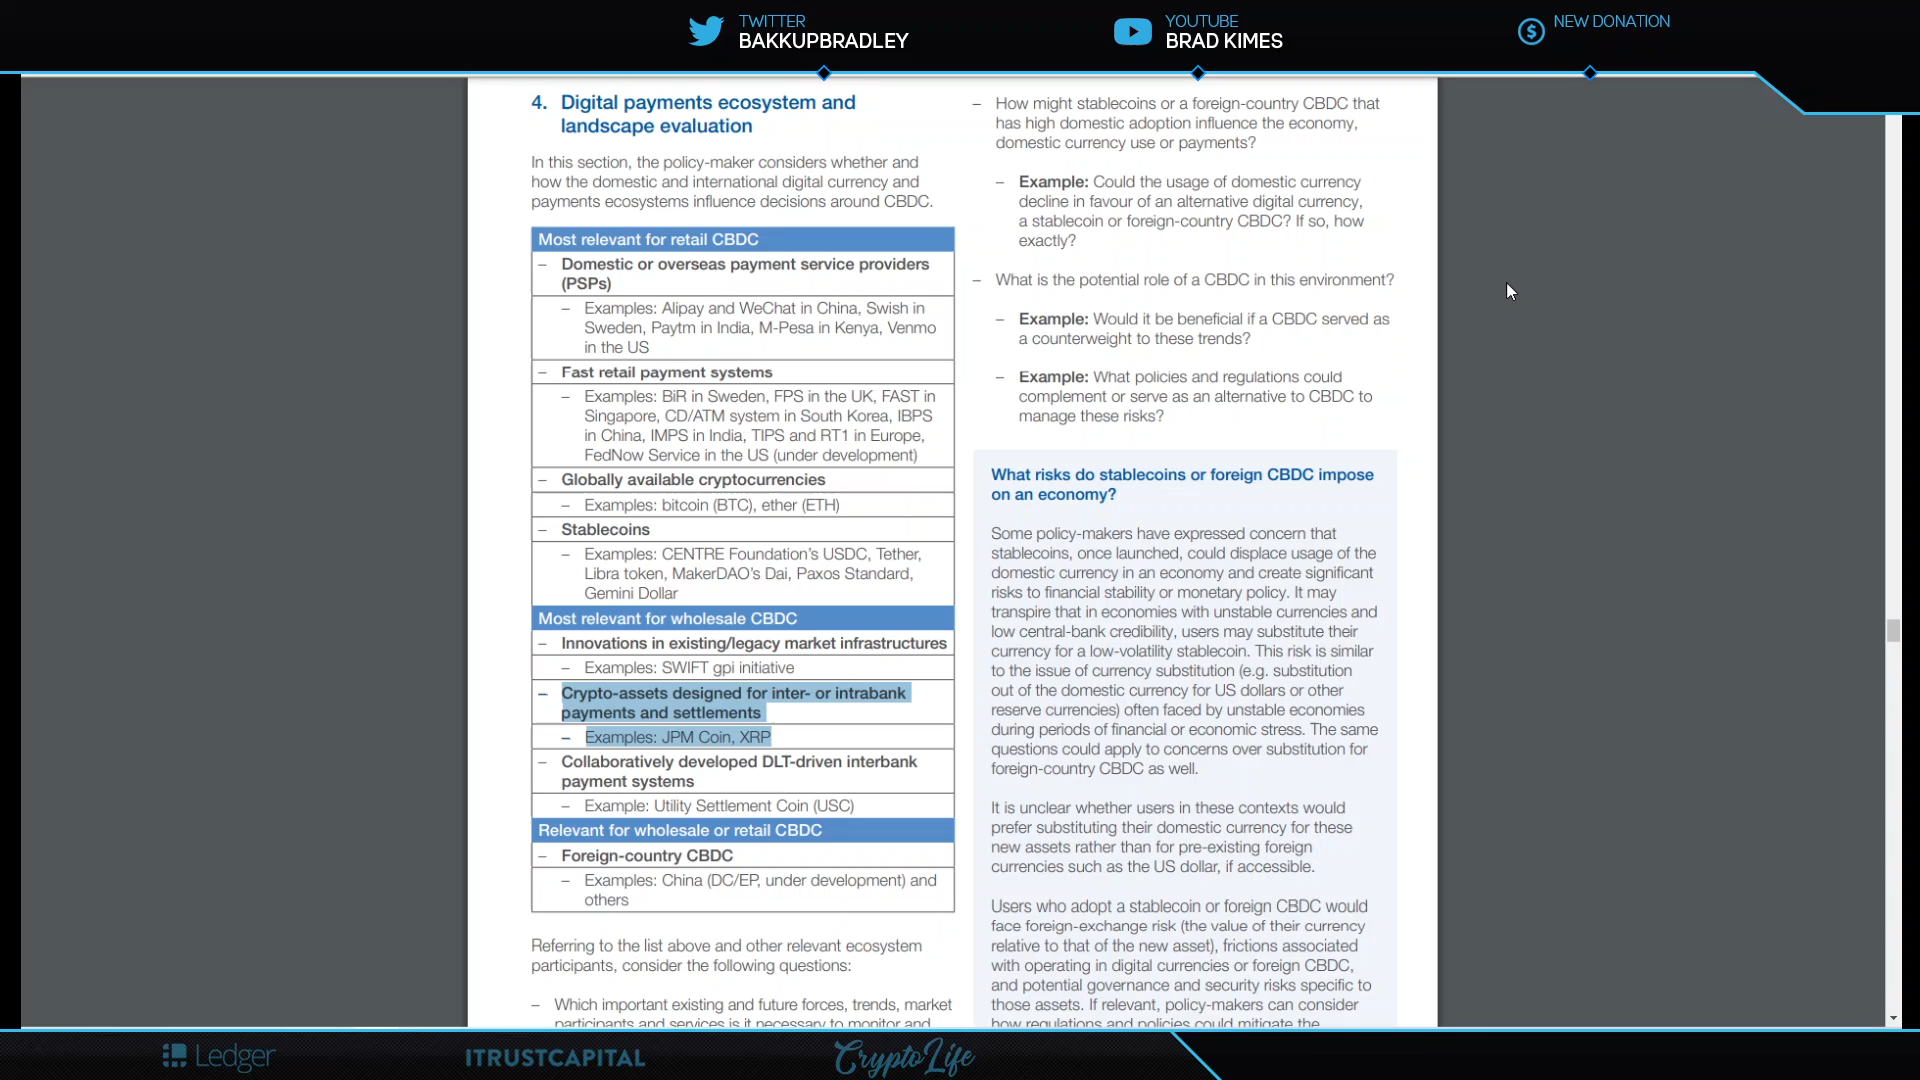 TWITTER
BAKKUPBRADLEY
YOUTUBE
BRAD KIMES
NEW DONATION
4. Digital payments ecosystem and
landscape evaluation
In this section, the policy-maker considers whether and
how the domestic and international digital currency and
payments ecosystems influence decisions around CBDC.
Most relevant for retail CBDC
– Domestic or overseas payment service providers
(PSPs)
– Examples: Alipay and WeChat in China, Swish in
Sweden, Paytm in India, M-Pesa in Kenya, Venmo
in the US
– Fast retail payment systems
– Examples: BiR in Sweden, FPS in the UK, FAST in
Singapore, CD/ATM system in South Korea, IBPS
in China, IMPS in India, TIPS and RT1 in Europe,
FedNow Service in the US (under development)
– Globally available cryptocurrencies
– Examples: bitcoin (BTC), ether (ETH)
– Stablecoins
– Examples: CENTRE Foundation's USDC, Tether,
Libra token, MakerDAO's Dai, Paxos Standard,
Gemini Dollar
Most relevant for wholesale CBDC
– Innovations in existing/legacy market infrastructures
– Examples: SWIFT gpi initiative
– Crypto-assets designed for inter- or intrabank
payments and settlements
– Examples: JPM Coin, XRP
– Collaboratively developed DLT-driven interbank
payment systems
– Example: Utility Settlement Coin (USC)
Relevant for wholesale or retail CBDC
– Foreign-country CBDC
– Examples: China (DC/EP, under development) and
others
Referring to the list above and other relevant ecosystem
participants, consider the following questions:
– Which important existing and future forces, trends, market
participants and services is it necessary to monitor and
– How might stablecoins or a foreign-country CBDC that
has high domestic adoption influence the economy,
domestic currency use or payments?
– Example: Could the usage of domestic currency
decline in favour of an alternative digital currency,
a stablecoin or foreign-country CBDC? If so, how
exactly?
– What is the potential role of a CBDC in this environment?
– Example: Would it be beneficial if a CBDC served as
a counterweight to these trends?
– Example: What policies and regulations could
complement or serve as an alternative to CBDC to
manage these risks?
What risks do stablecoins or foreign CBDC impose
on an economy?
Some policy-makers have expressed concern that
stablecoins, once launched, could displace usage of the
domestic currency in an economy and create significant
risks to financial stability or monetary policy. It may
transpire that in economies with unstable currencies and
low central-bank credibility, users may substitute their
currency for a low-volatility stablecoin. This risk is similar
to the issue of currency substitution (e.g. substitution
out of the domestic currency for US dollars or other
reserve currencies) often faced by unstable economies
during periods of financial or economic stress. The same
questions could apply to concerns over substitution for
foreign-country CBDC as well.
It is unclear whether users in these contexts would
prefer substituting their domestic currency for these
new assets rather than for pre-existing foreign
currencies such as the US dollar, if accessible.
Users who adopt a stablecoin or foreign CBDC would
face foreign-exchange risk (the value of their currency
relative to that of the new asset), frictions associated
with operating in digital currencies or foreign CBDC,
and potential governance and security risks specific to
those assets. If relevant, policy-makers can consider
how regulations and policies could mitigate the
Ledger
ITRUSTCAPITAL
CryptoLife